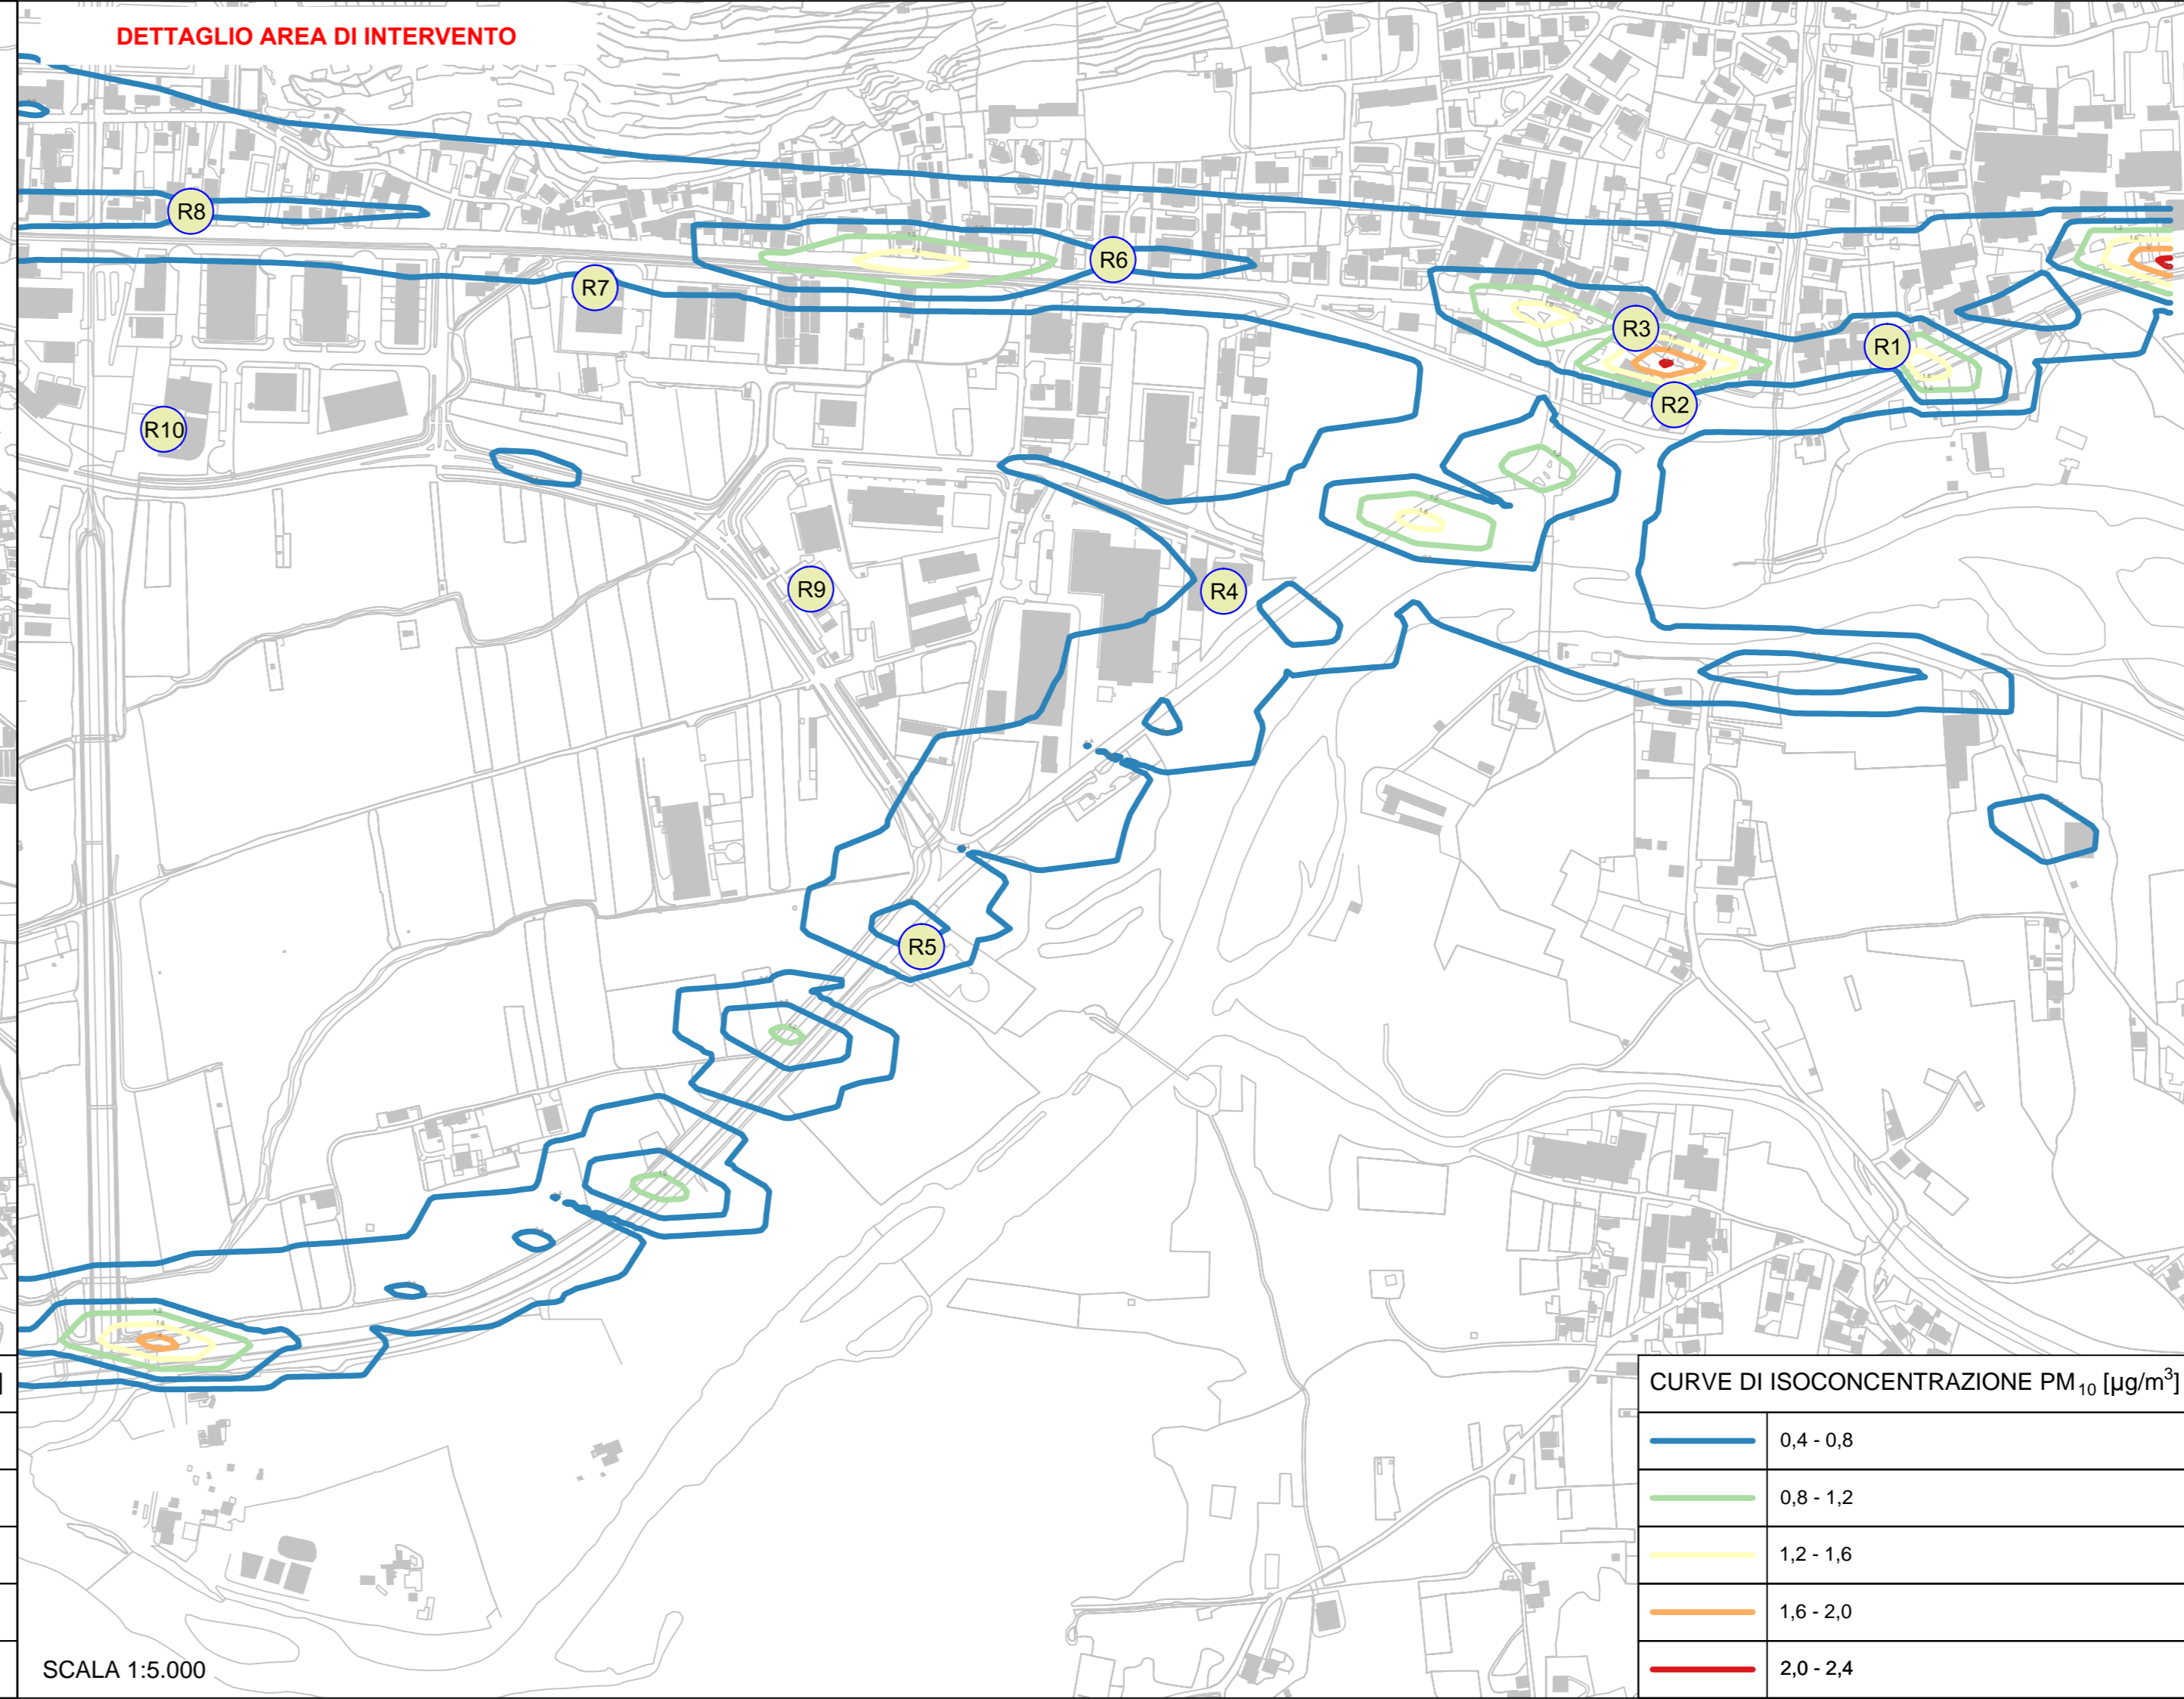 DETTAGLIO AREA DI INTERVENTO
R8
R6
R7
R3
R1
R2
R10
R9
R4
R5
CURVE DI ISOCONCENTRAZIONE PM10 [µg/m3]
0,4 - 0,8
0,8 - 1,2
1,2 - 1,6
1,6 - 2,0
2,0 - 2,4
SCALA 1:5.000